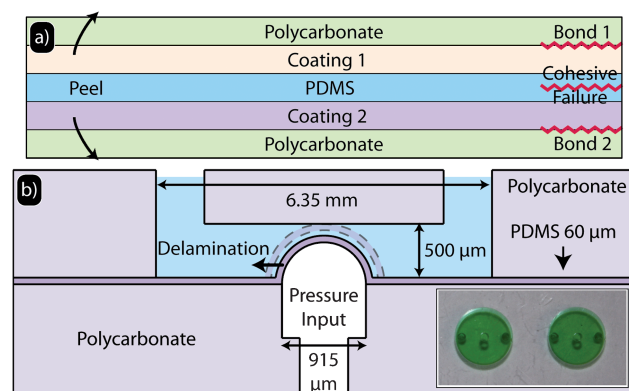 a)
Polycarbonate
Bond 1
Coating 1
Cohesive
Peel
PDMS
Failure
Coating 2
Polycarbonate
Bond 2
b)
6.35 mm
Polycarbonate
Delamination
500 µm
PDMS 60 µm
Pressure
Input
Polycarbonate
915
µm